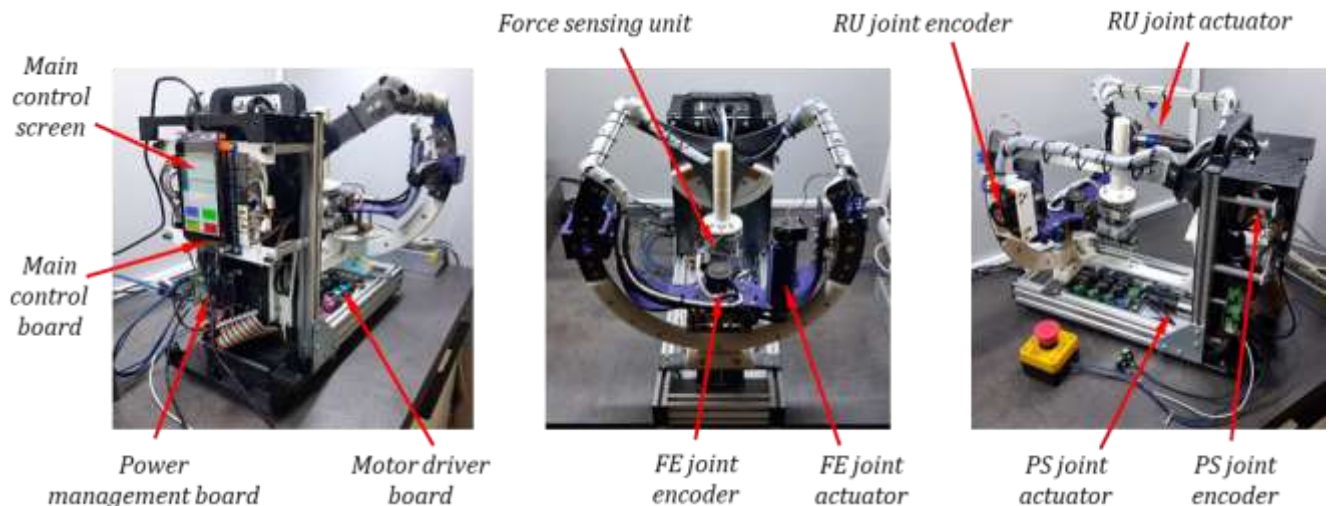 Force sensing unit
RU joint encoder
RU joint actuator
Main
control
screen
Main
control
board
Power
management board
Motor driver
board
FE joint
encoder
FE joint
actuator
PS joint
actuator
PS joint
encoder